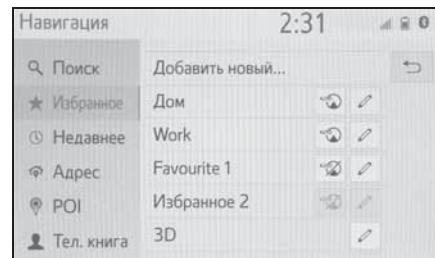 Навигация 2:31
Поиск
Избранное
Недавнее
Адрес
POI
Тел. книга
Добавить новый...
Дом
Work
Favourite 1
Избранное 2
3D